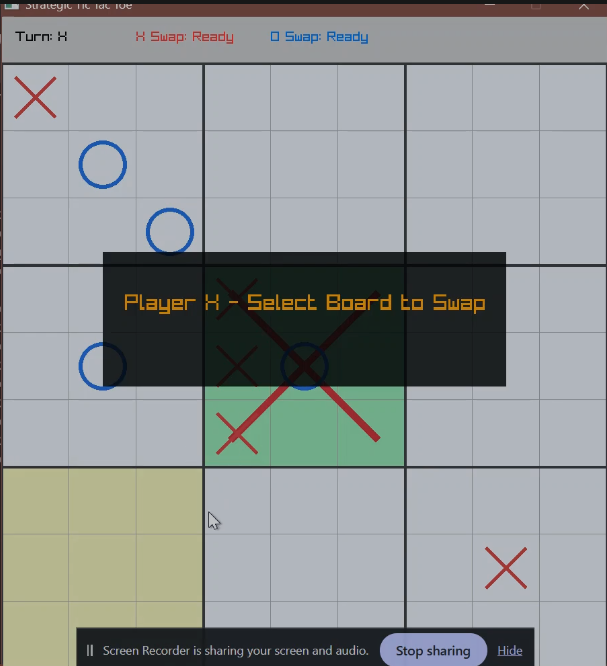 Strategic Tic Tac Toe
Turn: X
X Swap: Ready
O Swap: Ready
Player X - Select Board to Swap
Screen Recorder is sharing your screen and audio.
Stop sharing
Hide